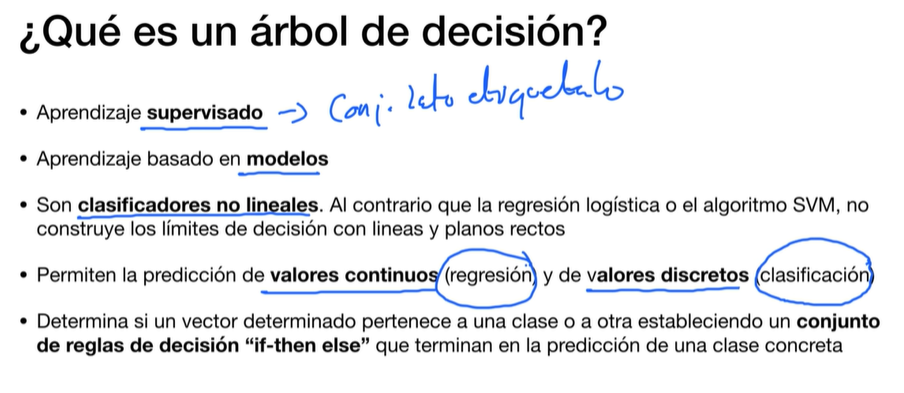 ¿Qué es un árbol de decisión?
• Aprendizaje supervisado → Conj. dato etiquetado
• Aprendizaje basado en modelos
• Son clasificadores no lineales. Al contrario que la regresión logística o el algoritmo SVM, no
construye los límites de decisión con lineas y planos rectos
• Permiten la predicción de valores continuos (regresión) y de valores discretos (clasificación)
• Determina si un vector determinado pertenece a una clase o a otra estableciendo un conjunto
de reglas de decisión “if-then else” que terminan en la predicción de una clase concreta